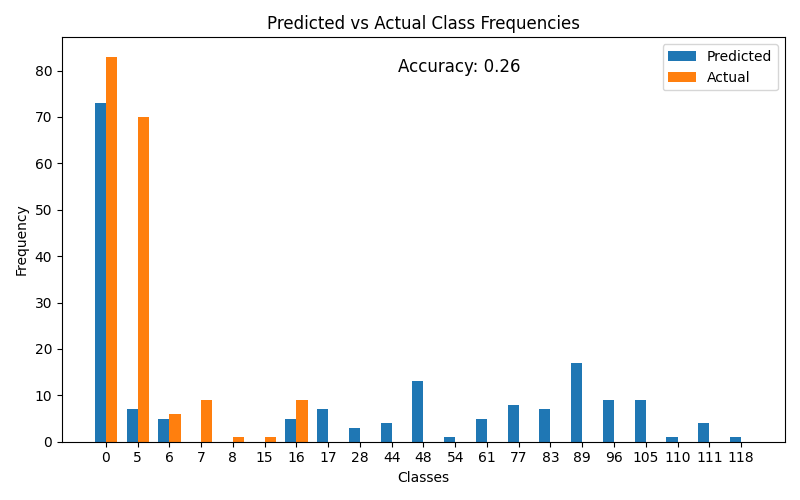 Predicted vs Actual Class Frequencies
Accuracy: 0.26
Predicted
Actual
Frequency
80
70
60
50
40
30
20
10
0
0 5 6 7 8 15 16 17 28 44 48 54 61 77 83 89 96 105 110 111 118
Classes